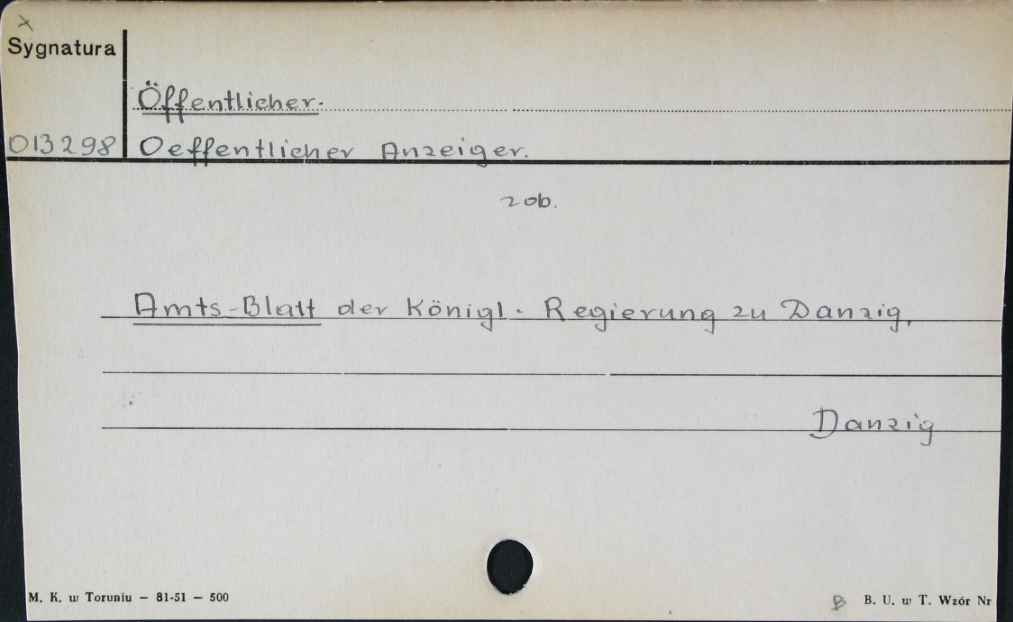 Sygnatura
Öffentlicher.
013298 Oeffentlicher Anzeiger.
zob.
Amts-Blatt der Königl. Regierung zu Danzig,
Danzig
M. K. w Toruniu – 81-51 – 500
B B. U. w T. Wzór Nr